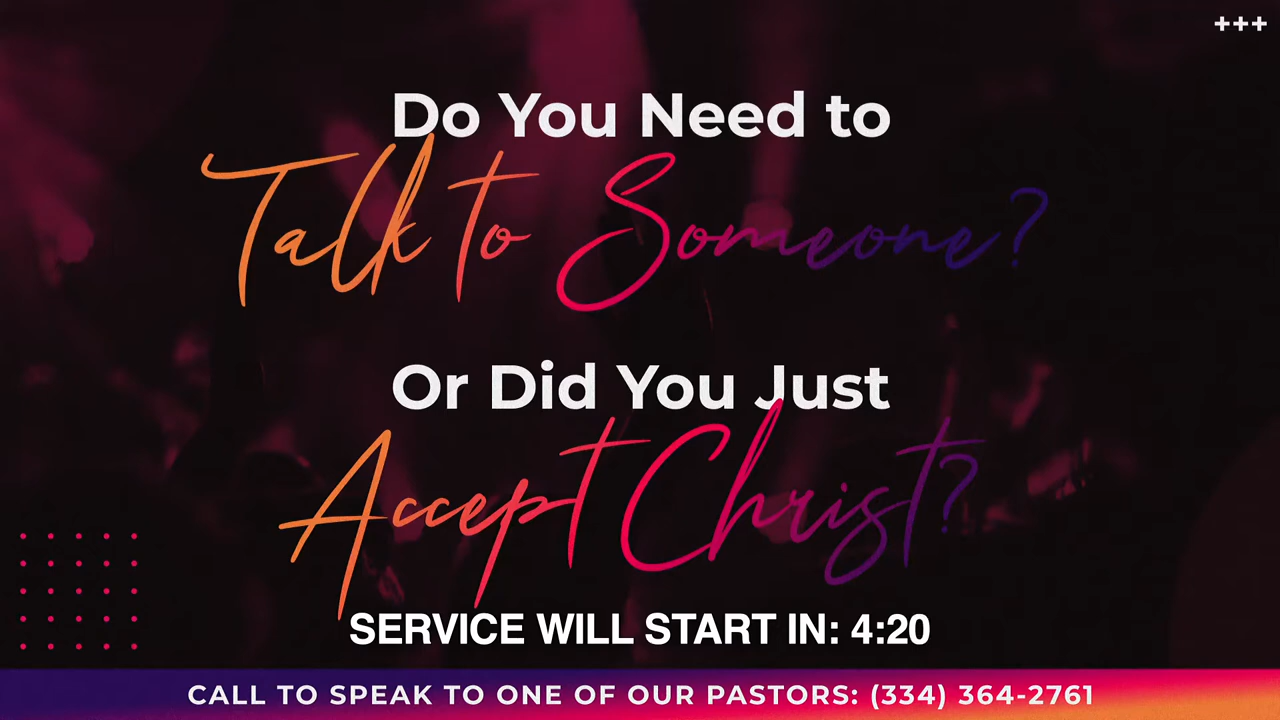 +++
Do You Need to
Talk to Someone?
Or Did You Just
Accept Christ?
SERVICE WILL START IN: 4:20
CALL TO SPEAK TO ONE OF OUR PASTORS: (334) 364-2761